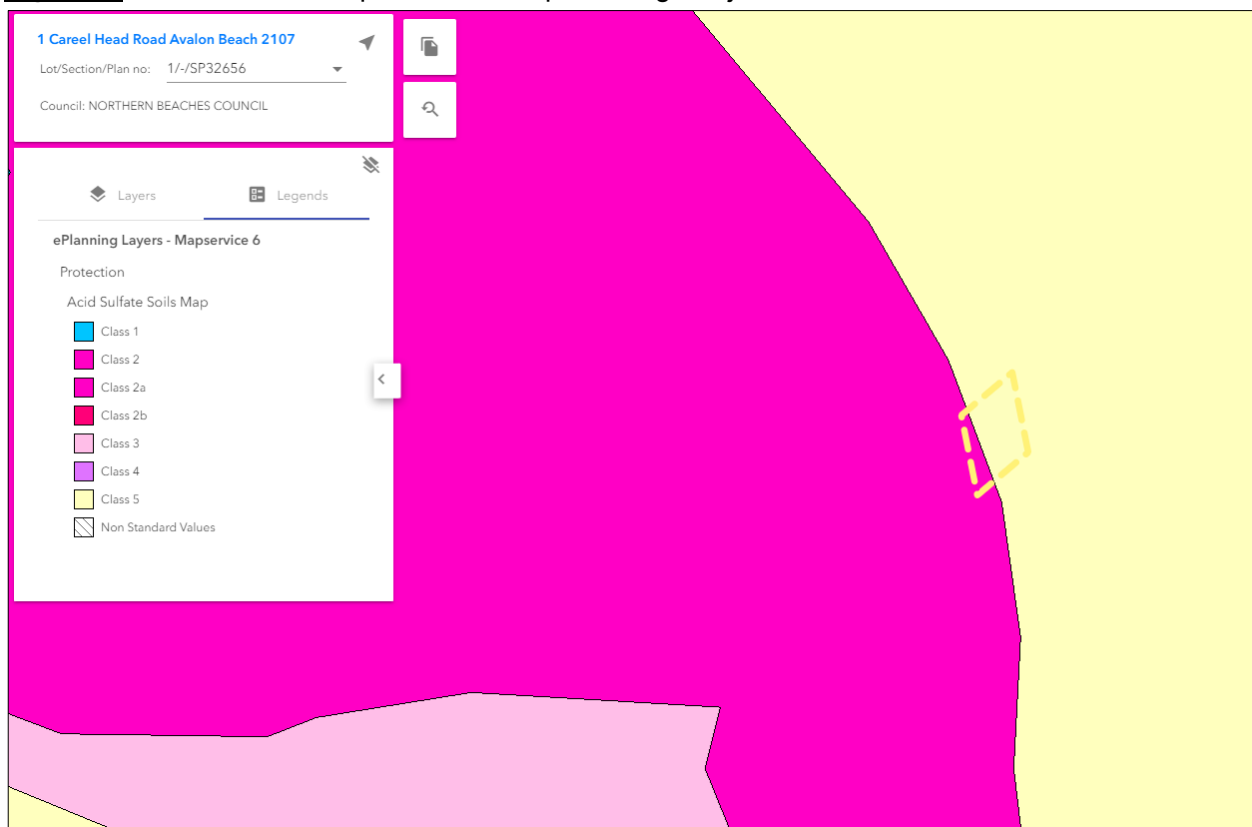 1 Careel Head Road Avalon Beach 2107
Lot/Section/Plan no: 1/-/SP32656
Council: NORTHERN BEACHES COUNCIL
Layers Legends
ePlanning Layers - Mapservice 6
Protection
Acid Sulfate Soils Map
Class 1
Class 2
Class 2a
Class 2b
Class 3
Class 4
Class 5
Non Standard Values